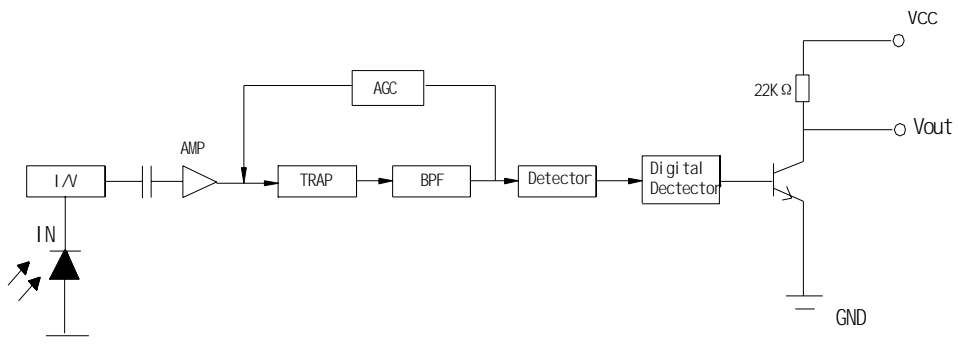 VCC
AGC
22KΩ
Vout
AMP
I/V
TRAP
BPF
Detector
Digital
Dectector
IN
GND